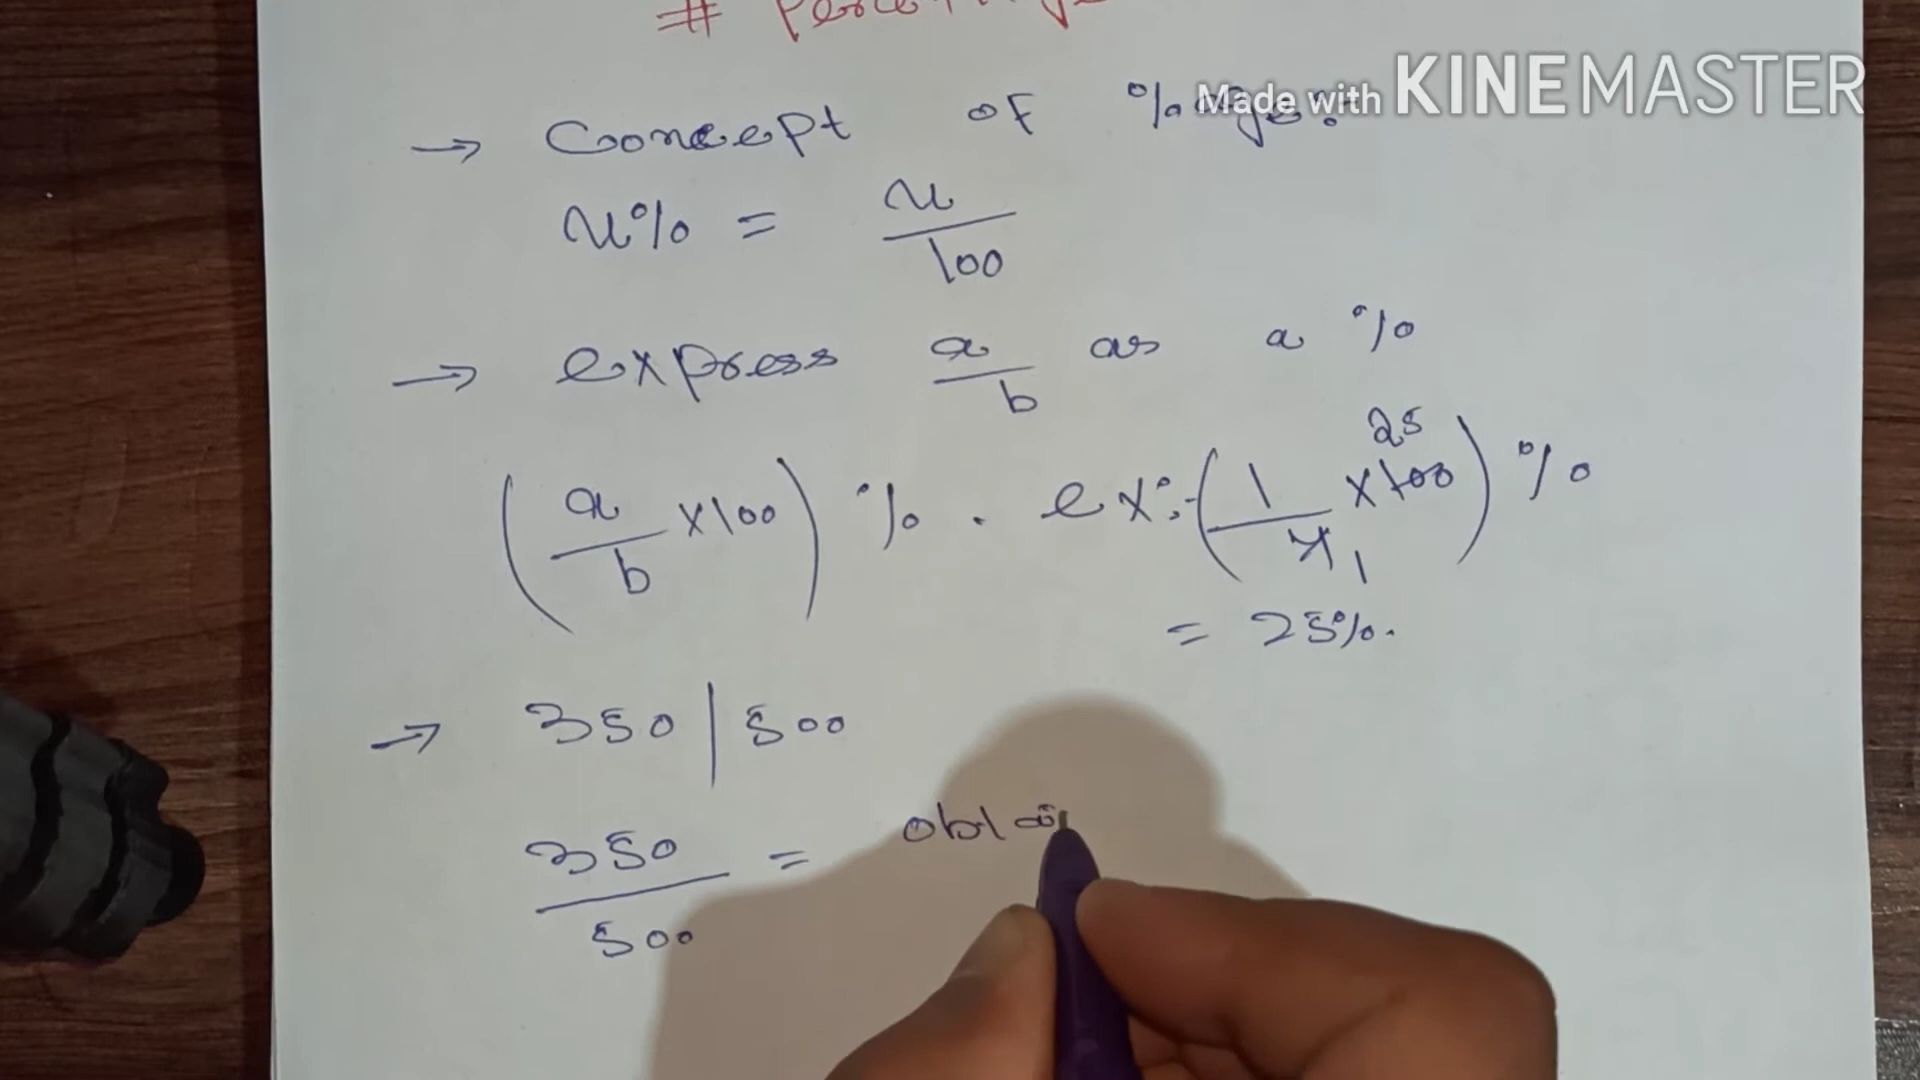 #
Made with KINEMASTER
→ Concept of %age:
x% = x/100
→ express a/b as a %
(a/b × 100) % . ex:- (1/4 × 100) %
25
1
= 25%.
→ 350 | 500
350/500 =